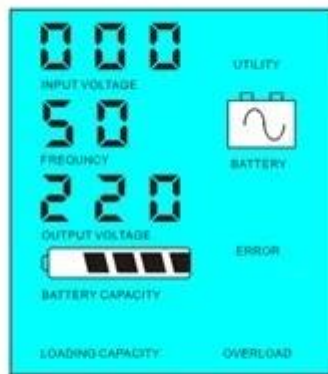 000
UTILITY
INPUT VOLTAGE
50
FREQUNCY
BATTERY
220
OUTPUT VOLTAGE
ERROR
BATTERY CAPACITY
LOADING CAPACITY
OVERLOAD